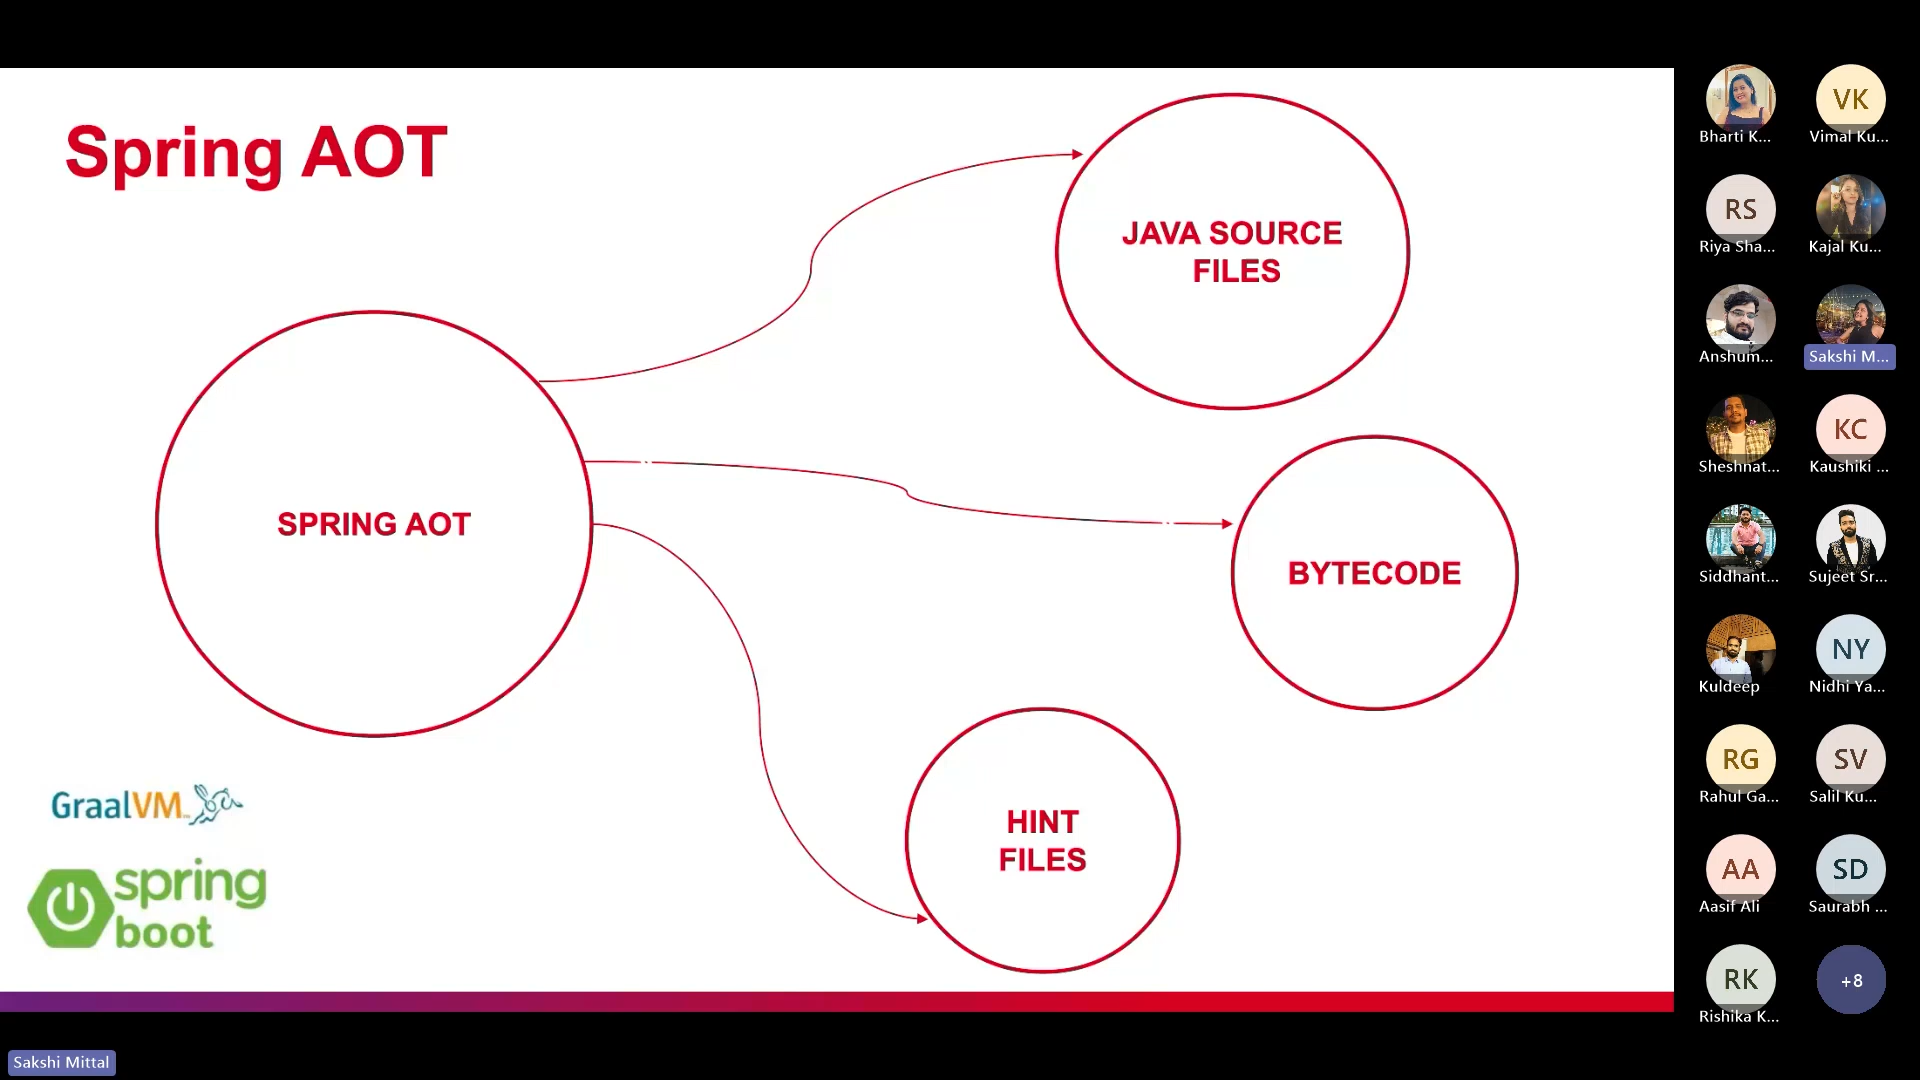 Spring AOT
JAVA SOURCE
FILES
SPRING AOT
BYTECODE
HINT
FILES
GraalVM
spring
boot
Bharti K...
VK
Vimal Ku...
RS
Riya Sha...
Kajal Ku...
Anshum...
Sakshi M...
Sheshnat...
KC
Kaushiki ...
Siddhant...
Sujeet Sr...
Kuldeep
NY
Nidhi Ya...
RG
Rahul Ga...
SV
Salil Ku...
AA
Aasif Ali
SD
Saurabh ...
RK
Rishika K...
+8
Sakshi Mittal